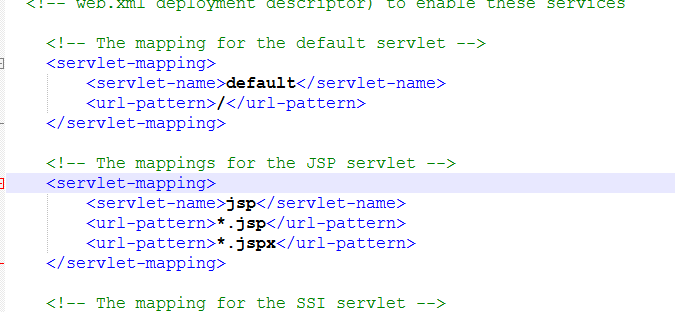 <!-- web.xml deployment descriptor) to enable these services
<!-- The mapping for the default servlet -->
<servlet-mapping>
<servlet-name>default</servlet-name>
<url-pattern>/</url-pattern>
</servlet-mapping>
<!-- The mappings for the JSP servlet -->
<servlet-mapping>
<servlet-name>jsp</servlet-name>
<url-pattern>*.jsp</url-pattern>
<url-pattern>*.jspx</url-pattern>
</servlet-mapping>
<!-- The mapping for the SSI servlet -->